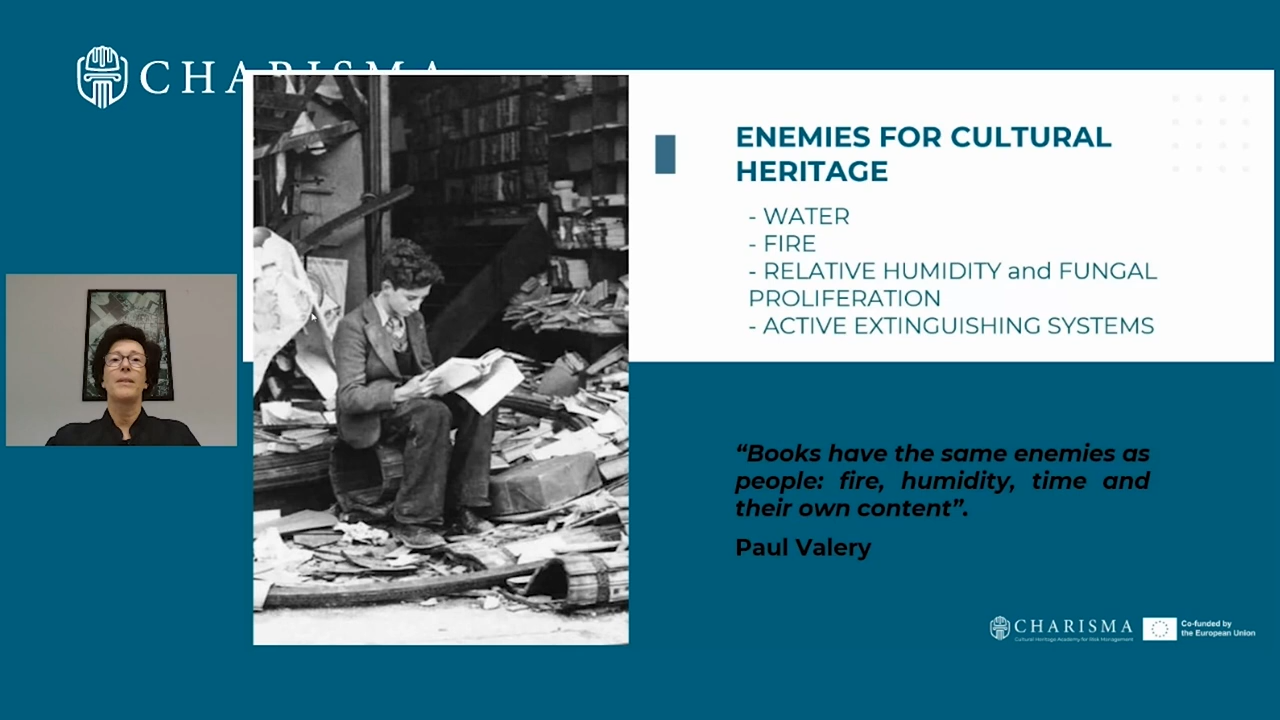 CHARISMA
ENEMIES FOR CULTURAL
HERITAGE
- WATER
- FIRE
- RELATIVE HUMIDITY and FUNGAL
PROLIFERATION
- ACTIVE EXTINGUISHING SYSTEMS
“Books have the same enemies as
people: fire, humidity, time and
their own content”.
Paul Valery
CHARISMA
Cultural Heritage Academy for Risk Management
Co-funded by
the European Union